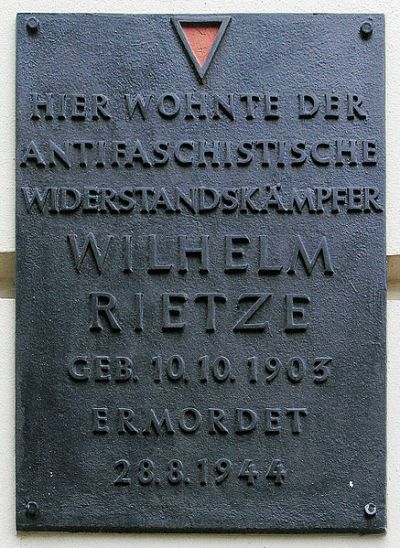 HIER WOHNTE DER
ANTIFASCHISTISCHE
WIDERSTANDSKÄMPFER
WILHELM
RIETZE
GEB. 10.10.1903
ERMORDET
28.8.1944